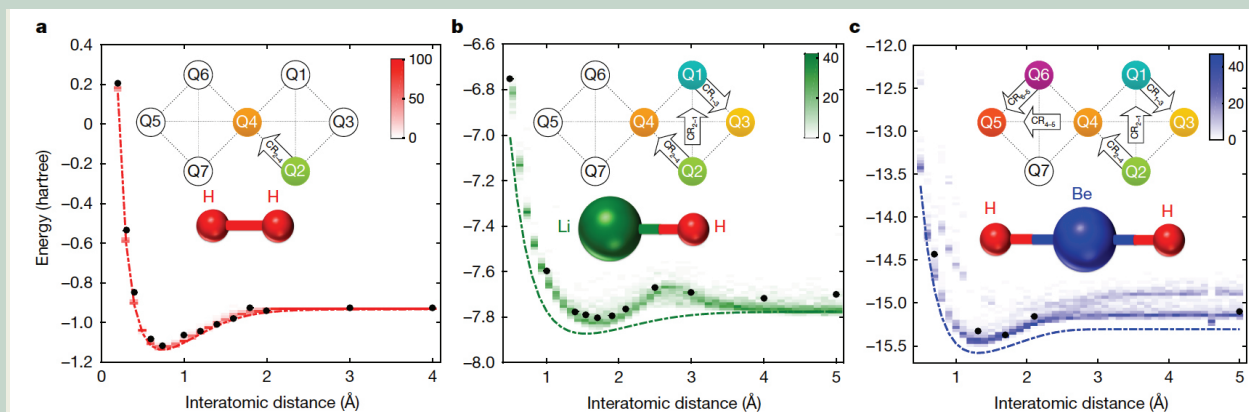 a
b
c
Energy (hartree)
0.4
0.2
0
−0.2
−0.4
−0.6
−0.8
−1.0
−1.2
0
1
2
3
4
Interatomic distance (Å)
100
50
0
Q6
Q1
Q5
Q4
Q3
Q7
Q2
CR2–4
H
H
−6.6
−6.8
−7.0
−7.2
−7.4
−7.6
−7.8
−8.0
1
2
3
4
5
Interatomic distance (Å)
40
20
0
Q6
Q1
Q5
Q4
Q3
Q7
Q2
CR1–3
CR2–1
CR2–4
Li
H
−12.0
−12.5
−13.0
−13.5
−14.0
−14.5
−15.0
−15.5
1
2
3
4
5
Interatomic distance (Å)
40
20
0
Q6
Q1
Q5
Q4
Q3
Q7
Q2
CR1–3
CR4–5
CR2–1
CR2–4
Be
H
H